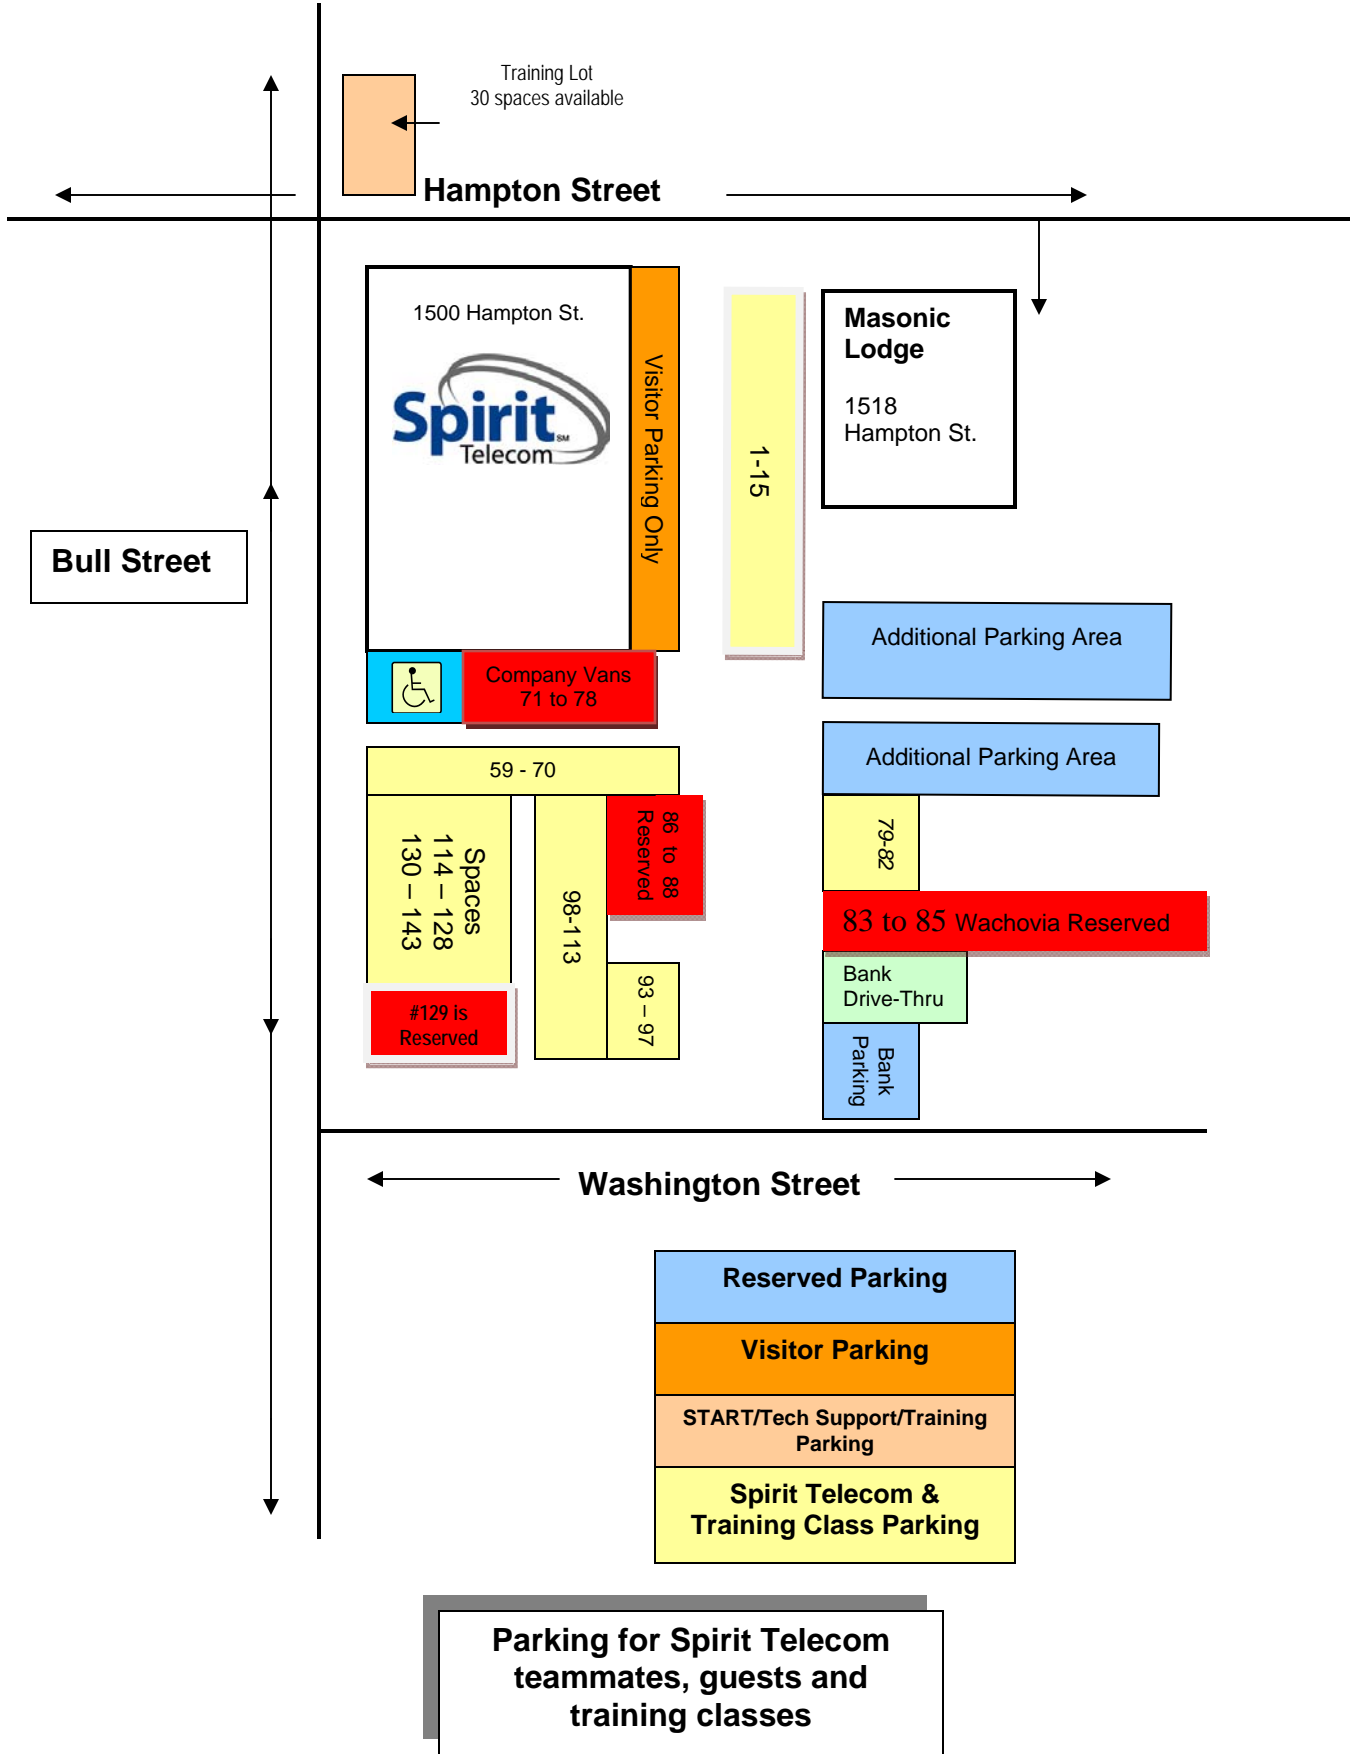 Training Lot
30 spaces available
Hampton Street
1500 Hampton St.
Spirit SM
Telecom
Visitor Parking Only
1-15
Masonic
Lodge
1518
Hampton St.
Bull Street
Additional Parking Area
Company Vans
71 to 78
Additional Parking Area
59 - 70
Spaces
114 – 128
130 – 143
98-113
86 to 88
Reserved
79-82
83 to 85 Wachovia Reserved
93 – 97
Bank
Drive-Thru
#129 is
Reserved
Bank
Parking
Washington Street
Reserved Parking
Visitor Parking
START/Tech Support/Training
Parking
Spirit Telecom &
Training Class Parking
Parking for Spirit Telecom
teammates, guests and
training classes